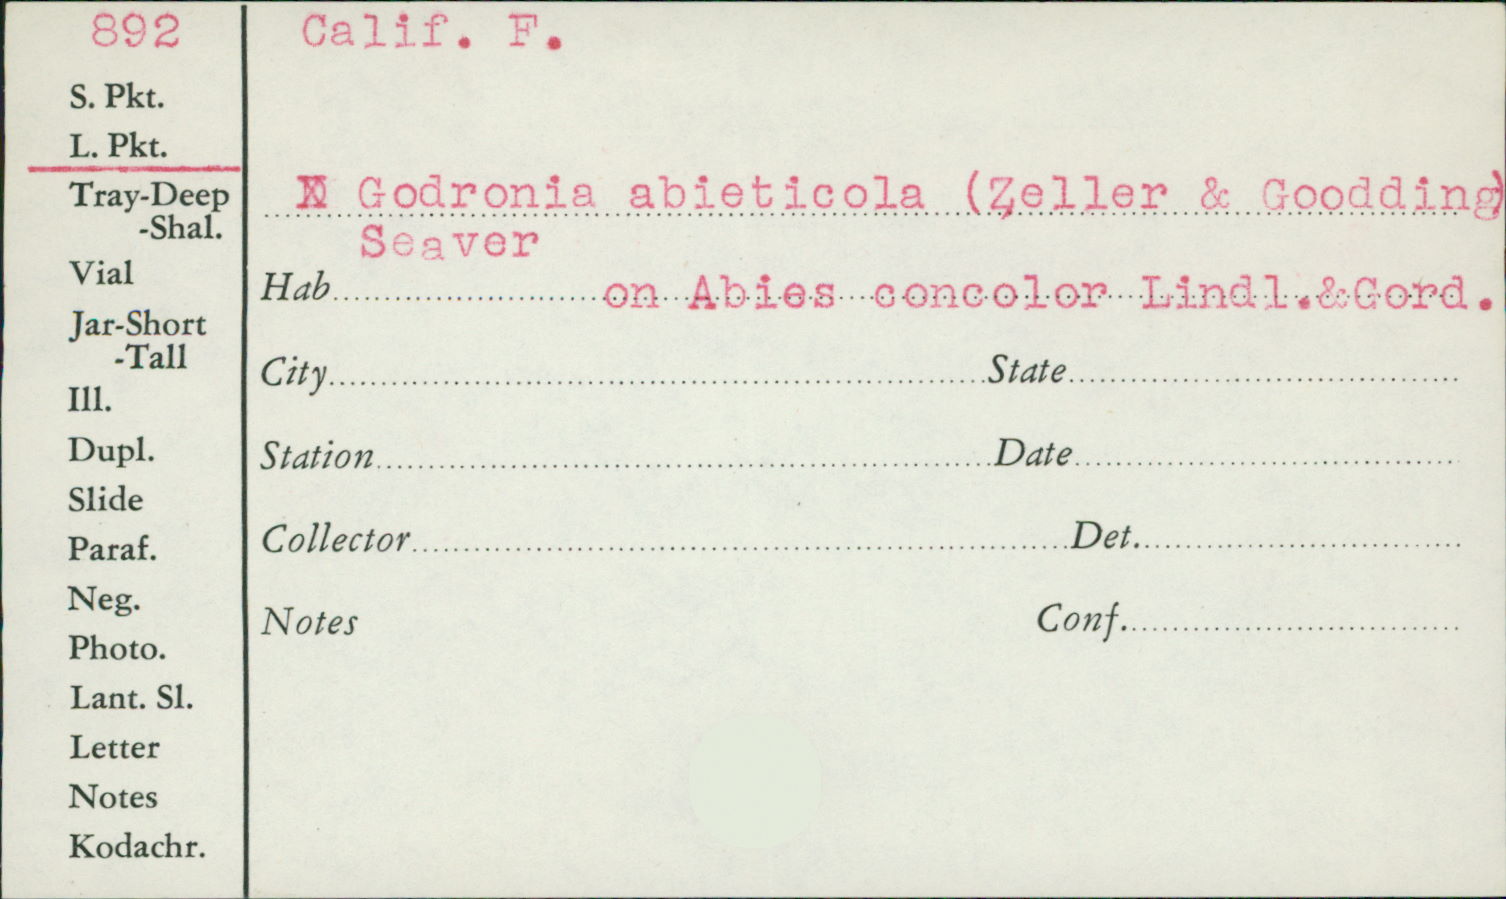 892
Calif. F.
S. Pkt.
L. Pkt.
Tray-Deep
-Shal.
Godronia abieticola (Zeller & Goodding)
Seaver
Vial
Hab on Abies concolor Lindl.&Gord.
Jar-Short
-Tall
City State
Ill.
Dupl.
Station Date
Slide
Paraf.
Collector Det.
Neg.
Notes Conf.
Photo.
Lant. Sl.
Letter
Notes
Kodachr.